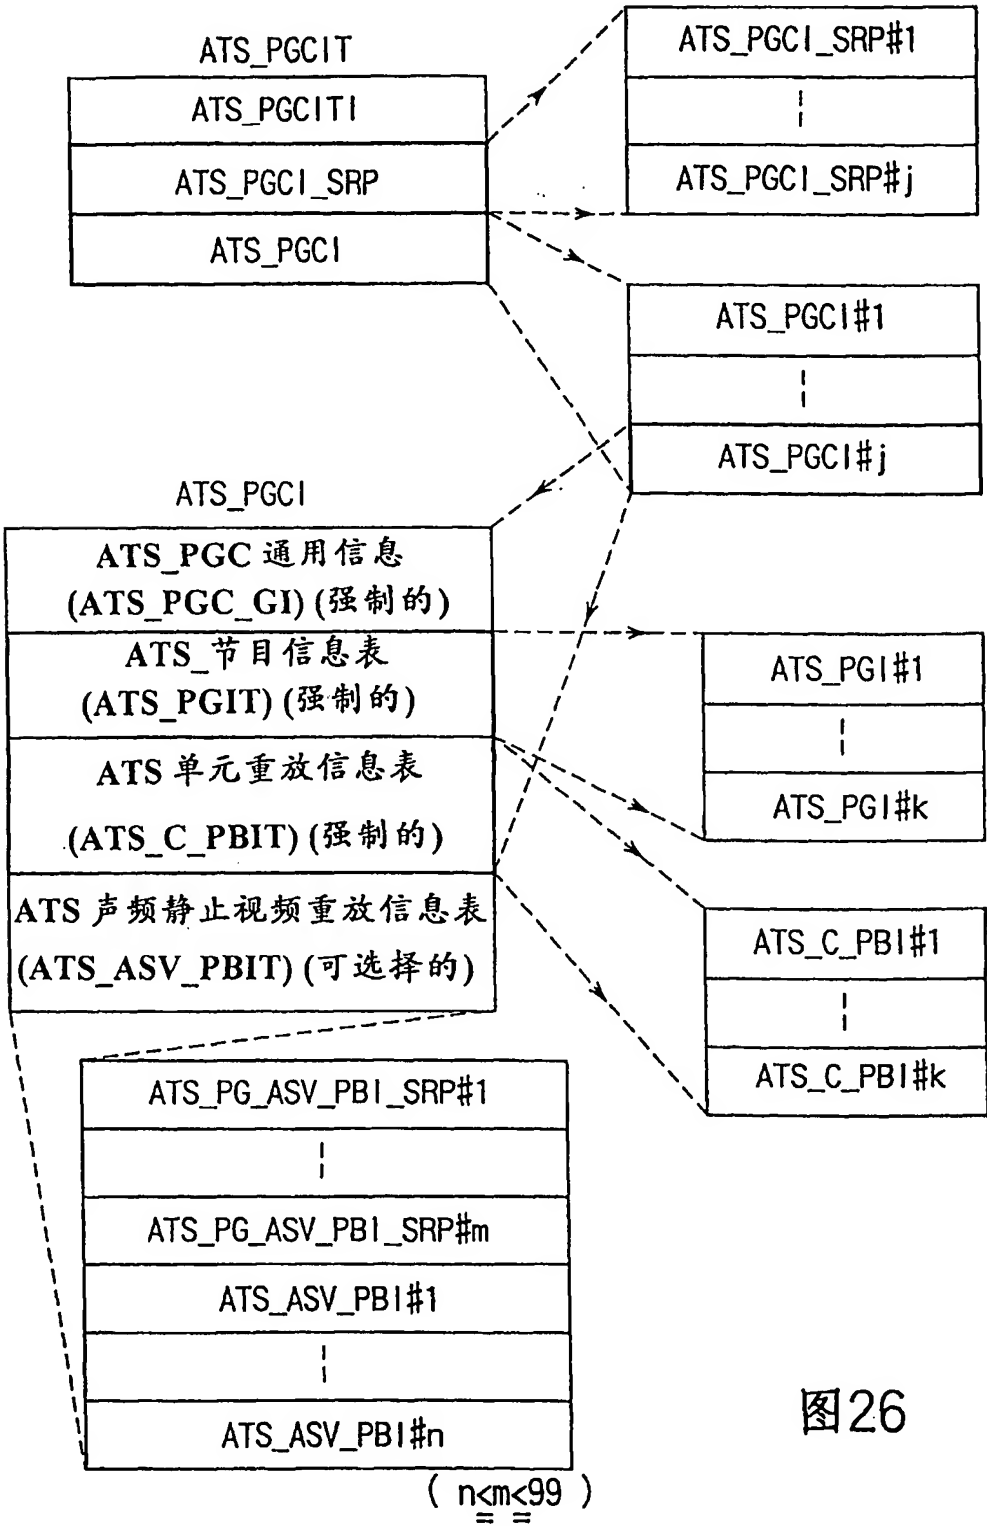 ATS_PGCIT
ATS_PGCITI
ATS_PGCI_SRP
ATS_PGCI
ATS_PGCI_SRP#1
ATS_PGCI_SRP#j
ATS_PGCI#1
ATS_PGCI#j
ATS_PGCI
ATS_PGC 通用信息
(ATS_PGC_GI) (强制的)
ATS_节目信息表
(ATS_PGIT) (强制的)
ATS 单元重放信息表
(ATS_C_PBIT) (强制的)
ATS 声频静止视频重放信息表
(ATS_ASV_PBIT) (可选择的)
ATS_PGI#1
ATS_PGI#k
ATS_C_PBI#1
ATS_C_PBI#k
ATS_PG_ASV_PBI_SRP#1
ATS_PG_ASV_PBI_SRP#m
ATS_ASV_PBI#1
ATS_ASV_PBI#n
( n≦m≦99 )
图26